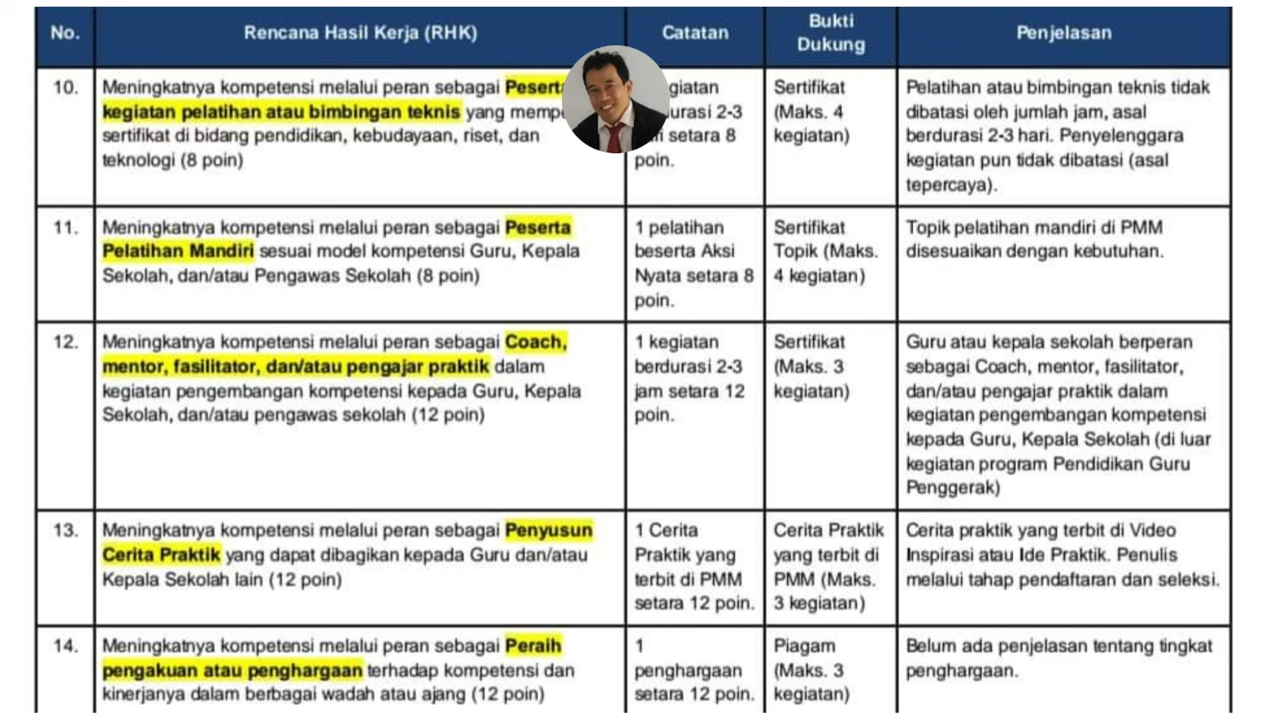 No.
Rencana Hasil Kerja (RHK)
Catatan
Bukti
Dukung
Penjelasan
10.
Meningkatnya kompetensi melalui peran sebagai
kegiatan pelatihan atau bimbingan teknis yang
sertifikat di bidang pendidikan, kebudayaan, riset, dan
teknologi (8 poin)
2-3
setara 8
poin.
Sertifikat
(Maks. 4
kegiatan)
Pelatihan atau bimbingan teknis tidak
dibatasi oleh jumlah jam, asal
berdurasi 2-3 hari. Penyelenggara
kegiatan pun tidak dibatasi (asal
tepercaya).
11.
Meningkatnya kompetensi melalui peran sebagai Peserta
Pelatihan Mandiri sesuai model kompetensi Guru, Kepala
Sekolah, dan/atau Pengawas Sekolah (8 poin)
1 pelatihan
beserta Aksi
Nyata setara 8
poin.
Sertifikat
Topik (Maks.
4 kegiatan)
Topik pelatihan mandiri di PMM
disesuaikan dengan kebutuhan.
12.
Meningkatnya kompetensi melalui peran sebagai Coach,
mentor, fasilitator, dan/atau pengajar praktik dalam
kegiatan pengembangan kompetensi kepada Guru, Kepala
Sekolah, dan/atau pengawas sekolah (12 poin)
1 kegiatan
berdurasi 2-3
jam setara 12
poin.
Sertifikat
(Maks. 3
kegiatan)
Guru atau kepala sekolah berperan
sebagai Coach, mentor, fasilitator,
dan/atau pengajar praktik dalam
kegiatan pengembangan kompetensi
kepada Guru, Kepala Sekolah (di luar
kegiatan program Pendidikan Guru
Penggerak)
13.
Meningkatnya kompetensi melalui peran sebagai Penyusun
Cerita Praktik yang dapat dibagikan kepada Guru dan/atau
Kepala Sekolah lain (12 poin)
1 Cerita
Praktik yang
terbit di PMM
setara 12 poin.
Cerita Praktik
yang terbit di
PMM (Maks.
3 kegiatan)
Cerita praktik yang terbit di Video
Inspirasi atau Ide Praktik. Penulis
melalui tahap pendaftaran dan seleksi.
14.
Meningkatnya kompetensi melalui peran sebagai Peraih
pengakuan atau penghargaan terhadap kompetensi dan
kinerjanya dalam berbagai wadah atau ajang (12 poin)
1
penghargaan
setara 12 poin.
Piagam
(Maks. 3
kegiatan)
Belum ada penjelasan tentang tingkat
penghargaan.